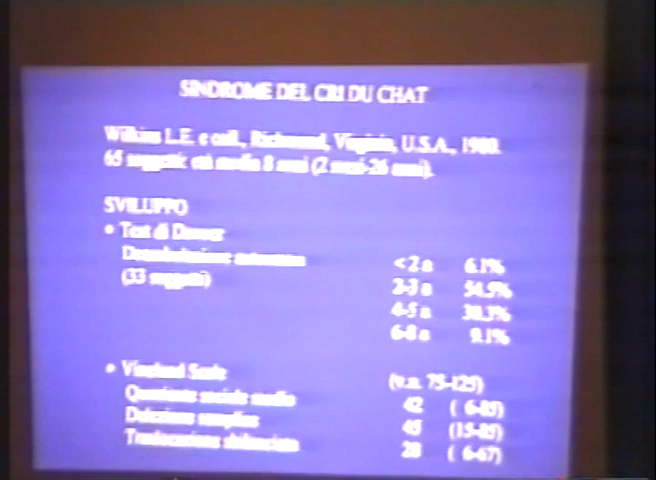 SINDROME DEL CRI DU CHAT
Wilkins L.E. e coll., Richmond, Virginia, U.S.A., 1980.
65 soggetti: età media 8 anni (2 mesi-26 anni).
SVILUPPO
• Test di Denver
Deambulazione autonoma < 2 a 6.1%
(33 soggetti) 2-3 a 54.5%
4-5 a 30.3%
6-8 a 9.1%
• Vineland Scale (v.n. 75-125)
Quoziente sociale medio 42 ( 6-85)
Delezione semplice 45 (15-85)
Traslocazione sbilanciata 28 ( 6-67)